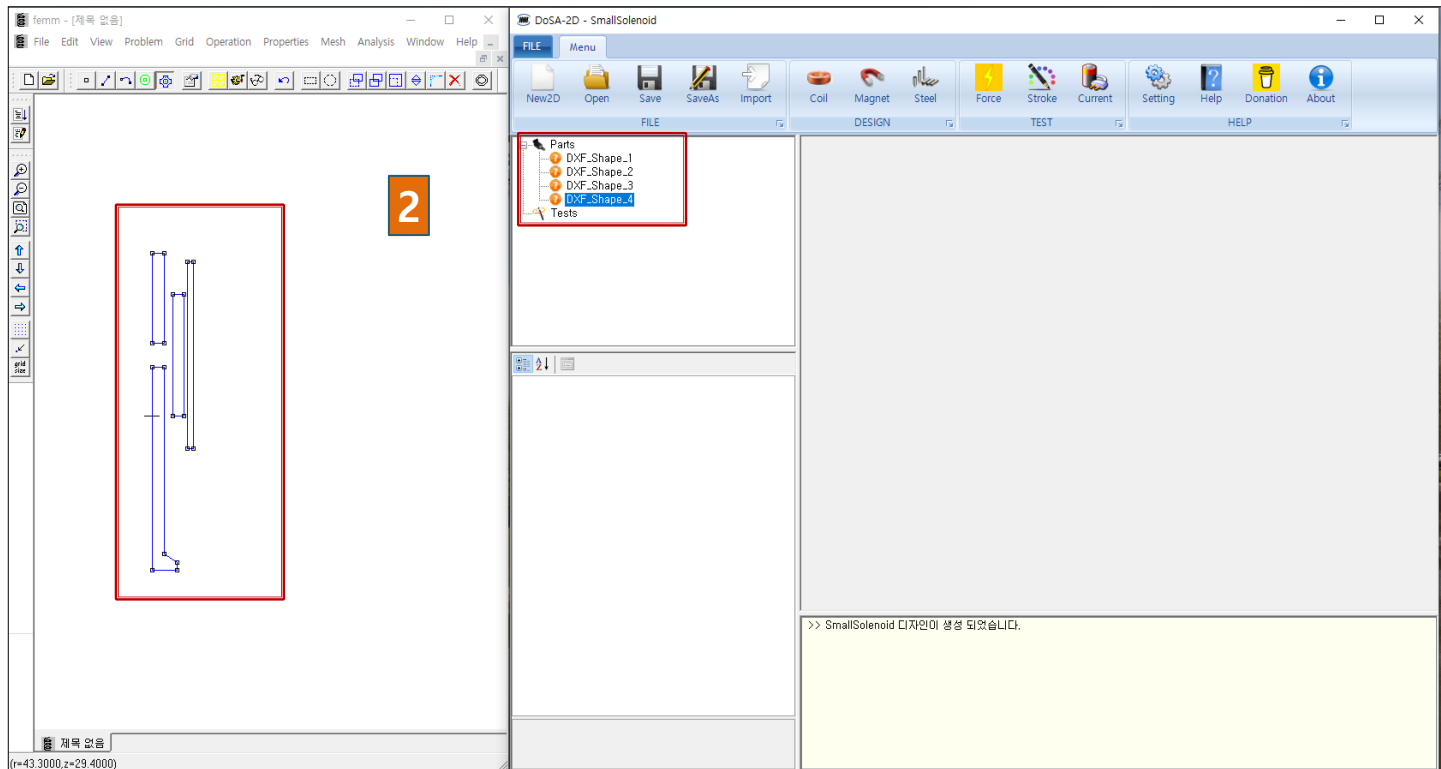 femm - [제목 없음]
File Edit View Problem Grid Operation Properties Mesh Analysis Window Help
grid
size
2
제목 없음
(r=43.3000,z=29.4000)
DoSA-2D - SmallSolenoid
FILE Menu
New2D Open Save SaveAs Import Coil Magnet Steel Force Stroke Current Setting Help Donation About
FILE DESIGN TEST HELP
Parts
DXF_Shape_1
DXF_Shape_2
DXF_Shape_3
DXF_Shape_4
Tests
>> SmallSolenoid 디자인이 생성 되었습니다.